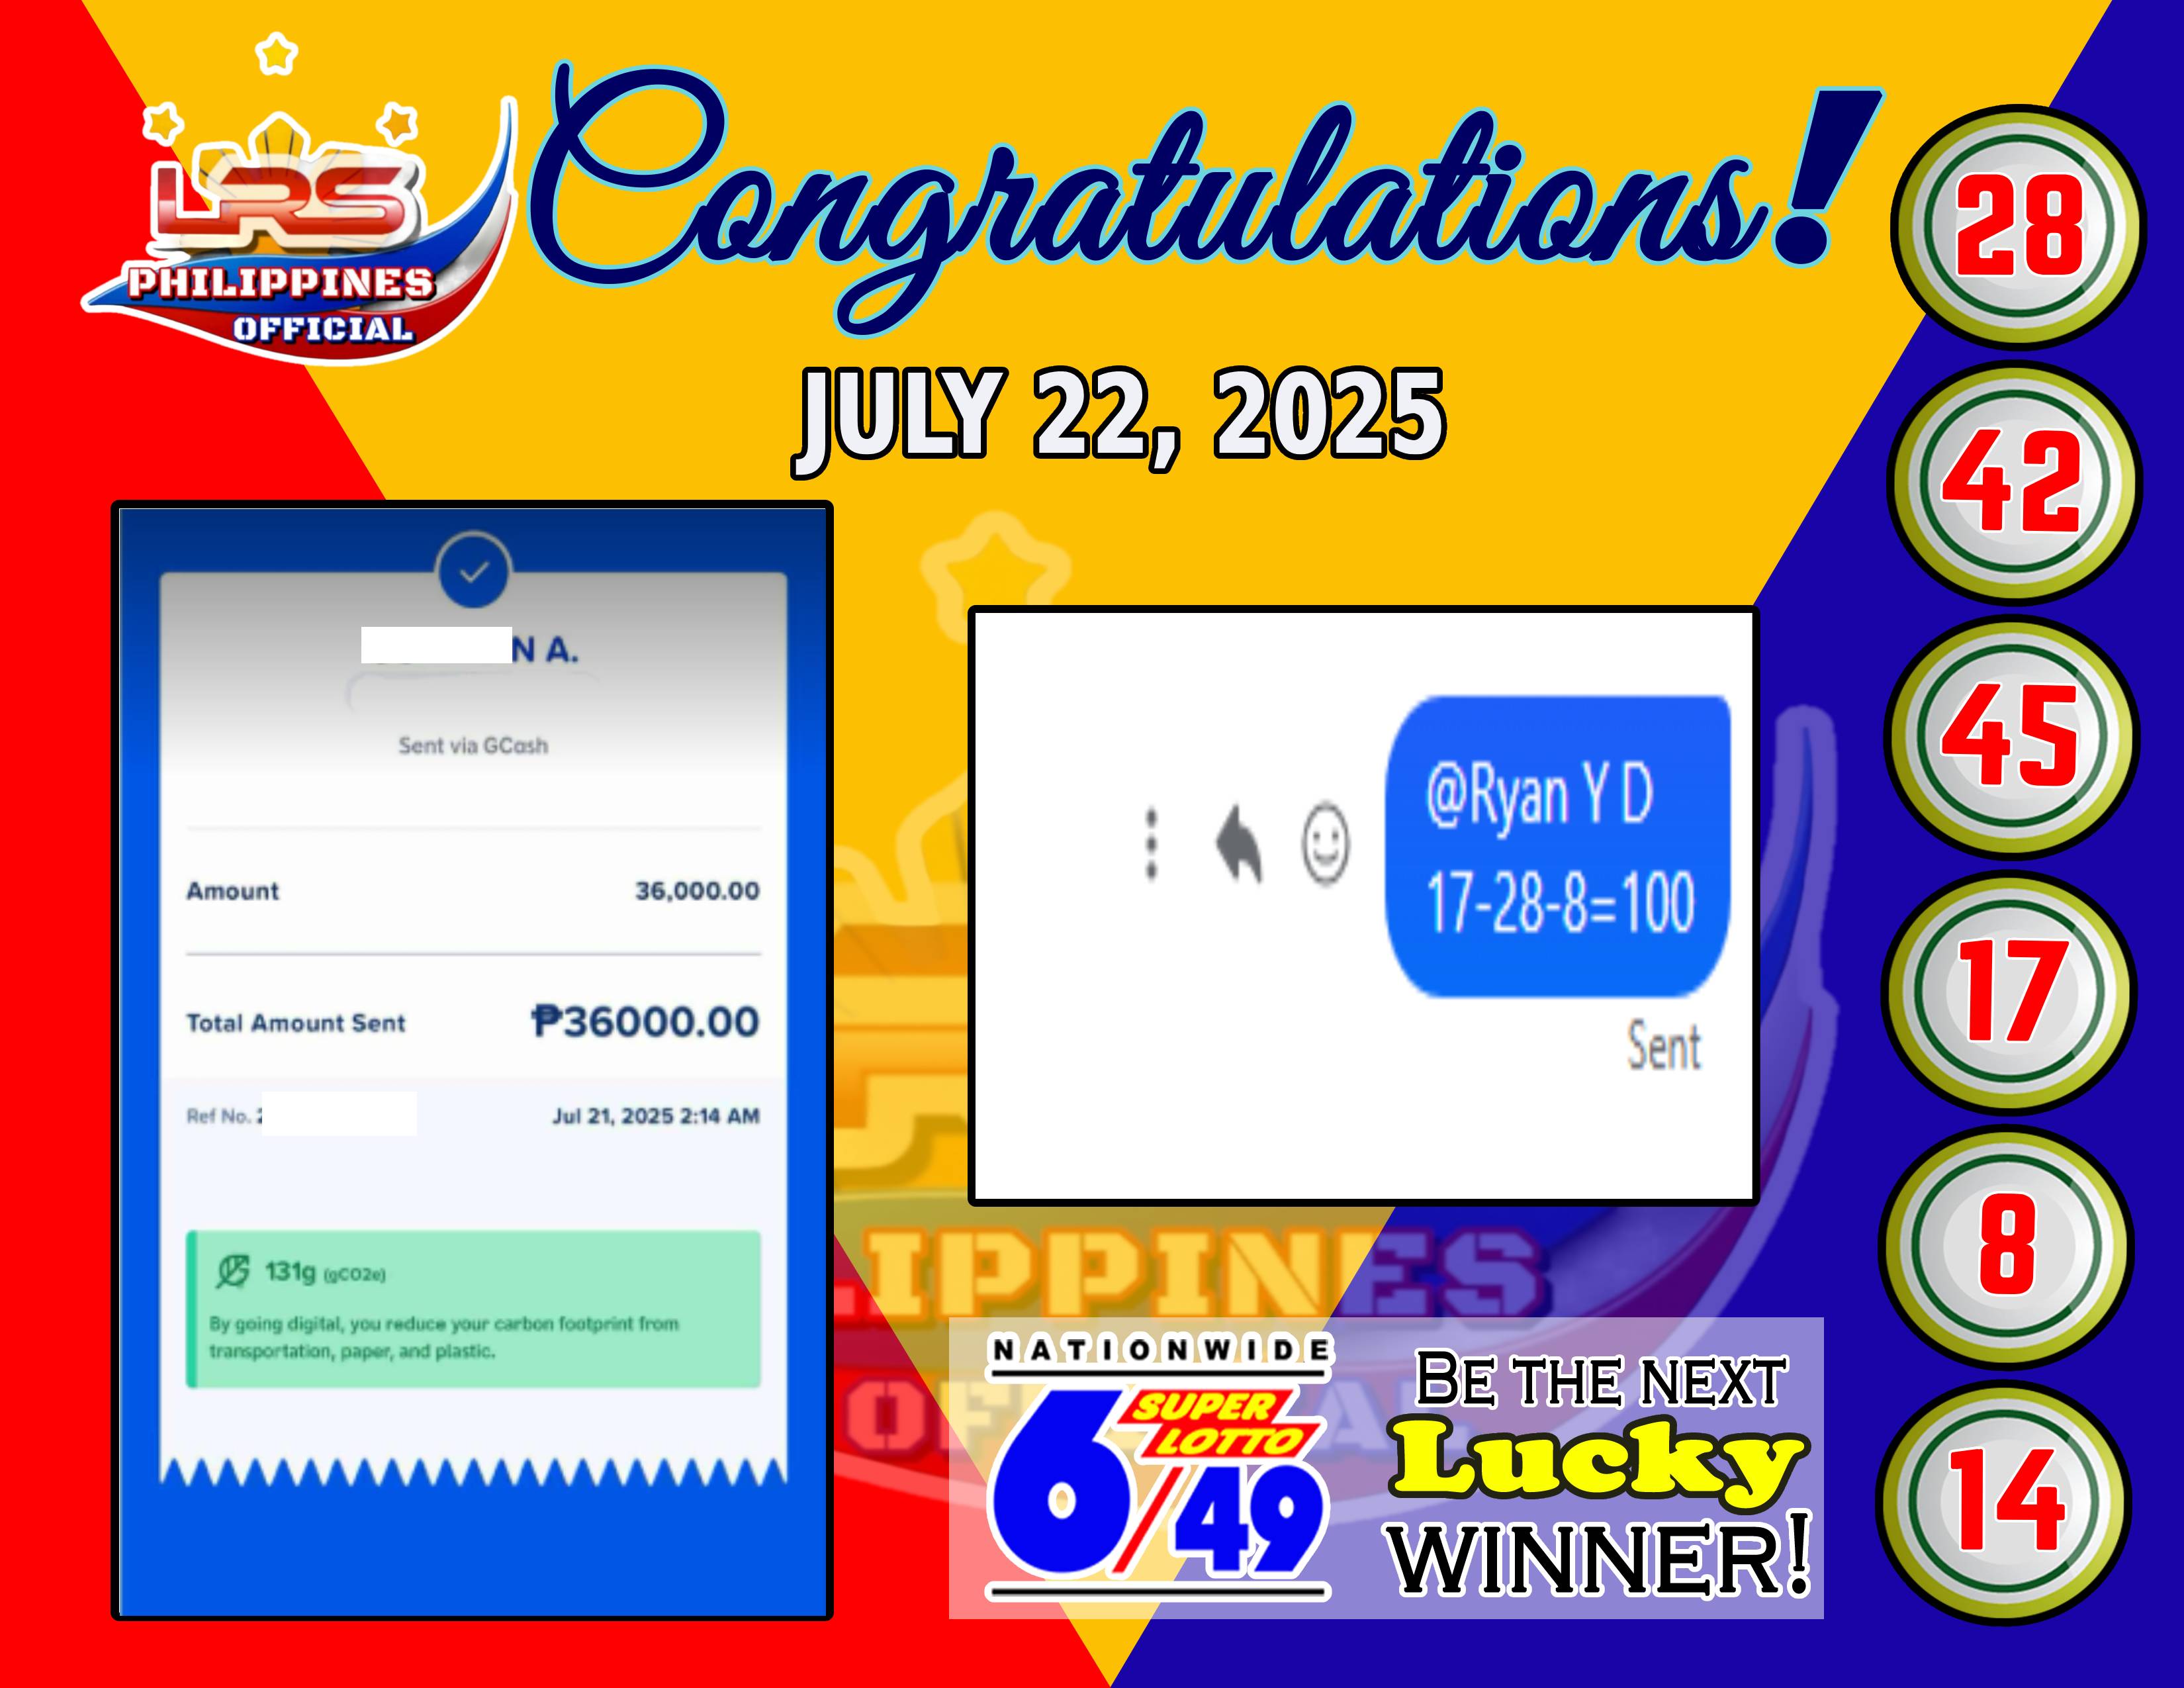 LRS
PHILIPPINES
OFFICIAL
Congratulations!
JULY 22, 2025
N A.
Sent via GCash
Amount 36,000.00
Total Amount Sent ₱36000.00
Ref No. Jul 21, 2025 2:14 AM
131g (gCO2e)
By going digital, you reduce your carbon footprint from
transportation, paper, and plastic.
@Ryan Y D
17-28-8=100
Sent
LIPPINES
OFFICIAL
NATIONWIDE
SUPER
LOTTO
6/49
BE THE NEXT
Lucky
WINNER!
28
42
45
17
8
14